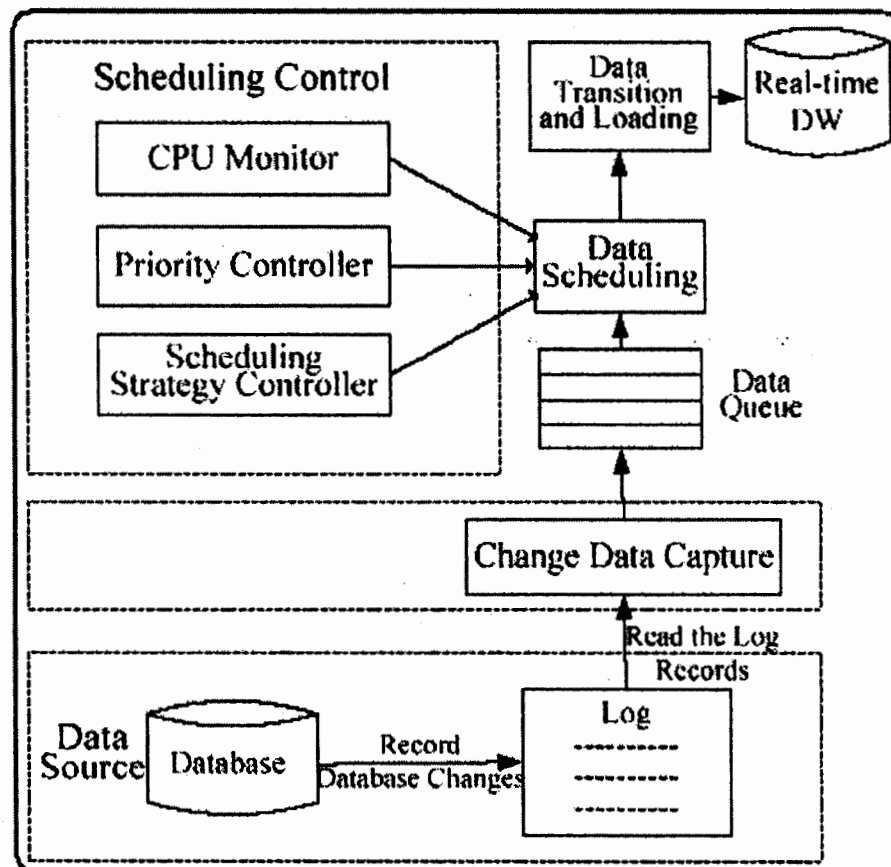 Scheduling Control
CPU Monitor
Priority Controller
Scheduling
Strategy Controller
Data
Transition
and Loading
Real-time
DW
Data
Scheduling
Data
Queue
Change Data Capture
Read the Log
Records
Data
Source
Database
Record
Database Changes
Log